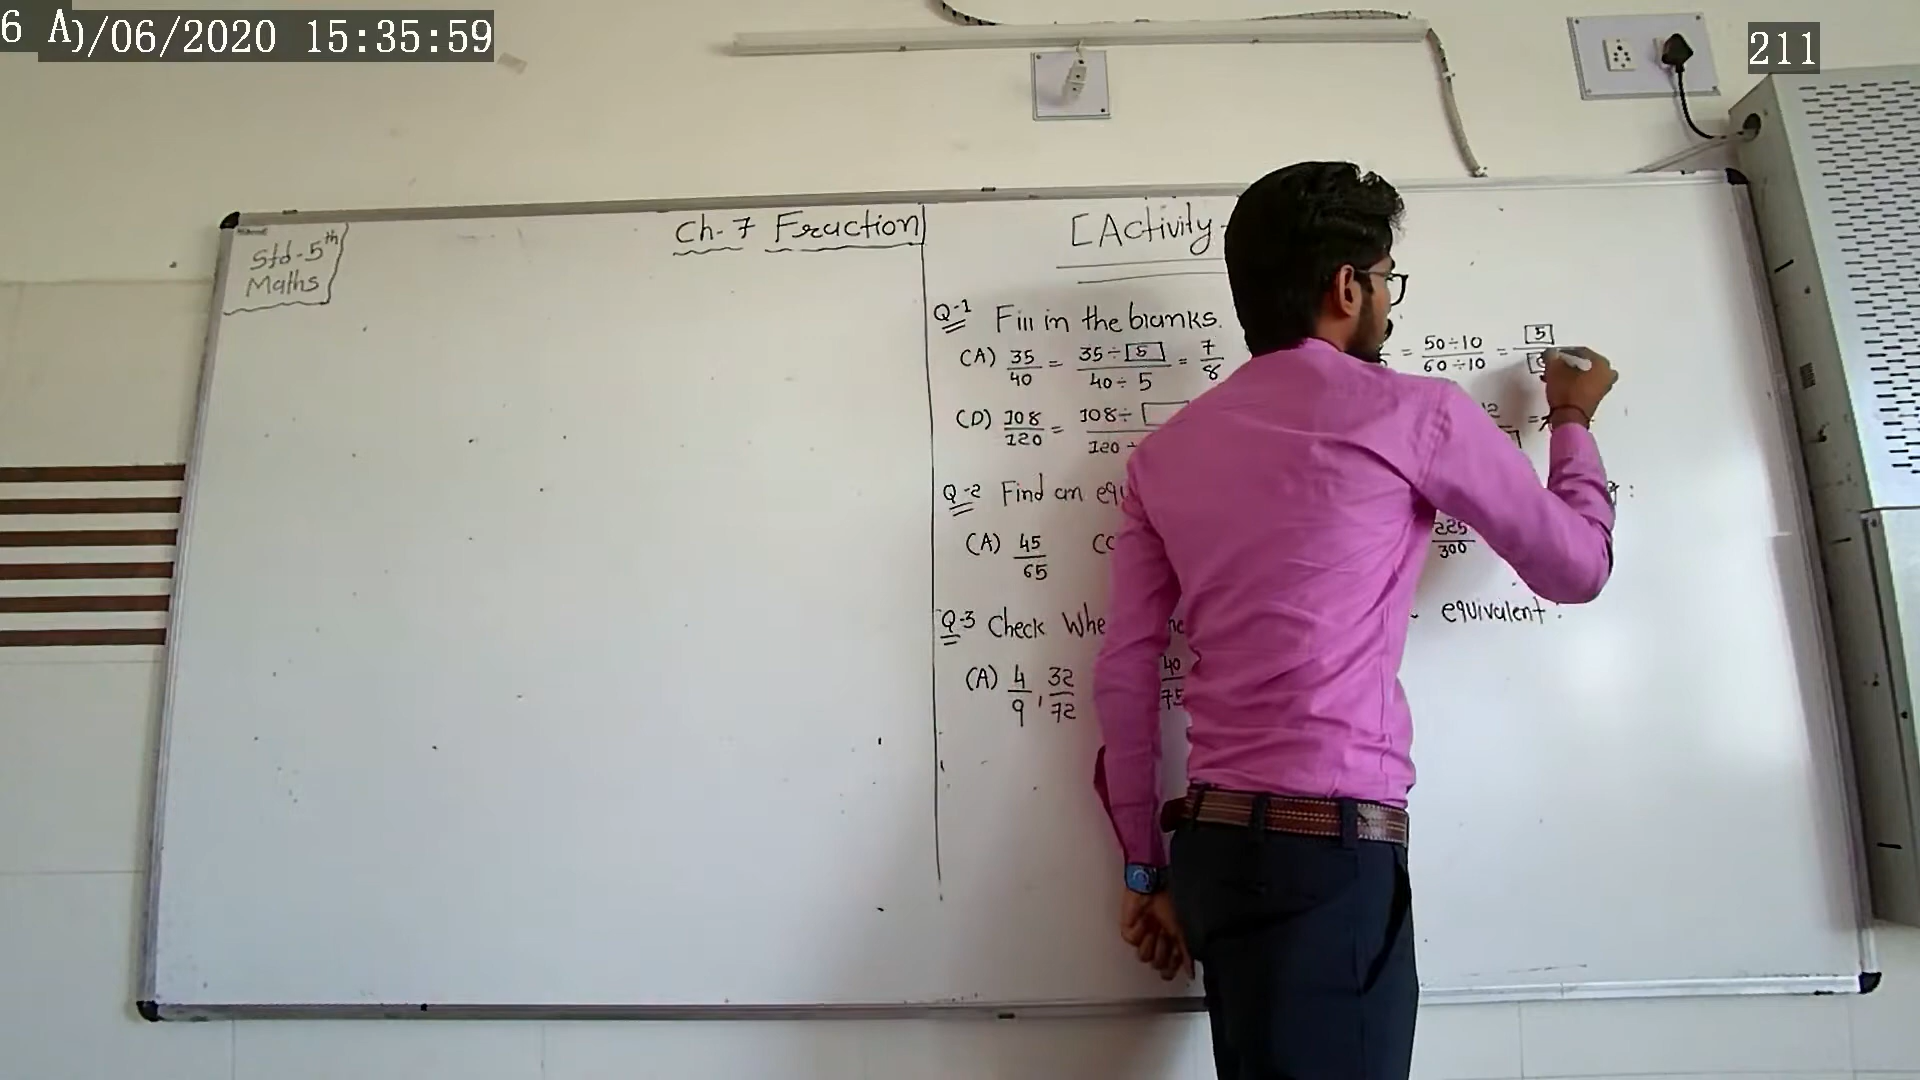 6 A
)/06/2020 15:35:59
211
Std-5th
Maths
Ch-7 Fraction
[Activity-
Q-1 Fill in the blanks.
(A) 35/40 = 35÷5/40÷5 = 7/8
= 50÷10/60÷10 = 5/
(D) 108/120 = 108÷/120÷
12 =
Q-2 Find an equ
:
(A) 45/65
225/300
Q-3 Check Whe
equivalent:
(A) 4/9, 32/72
40/75